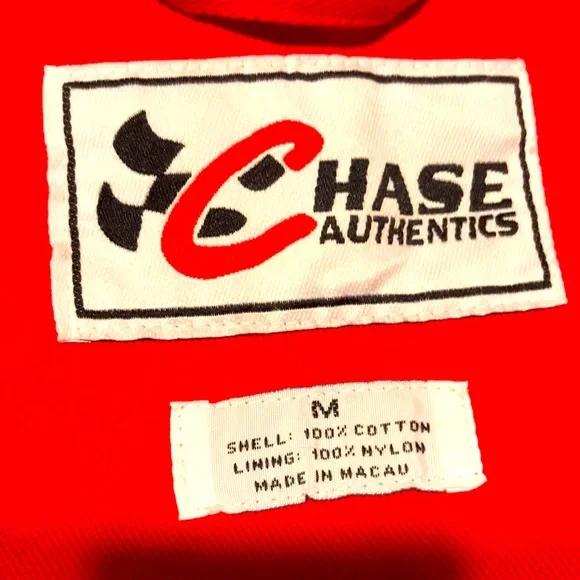 CHASE
AUTHENTICS
M
SHELL: 100% COTTON
LINING: 100% NYLON
MADE IN MACAU